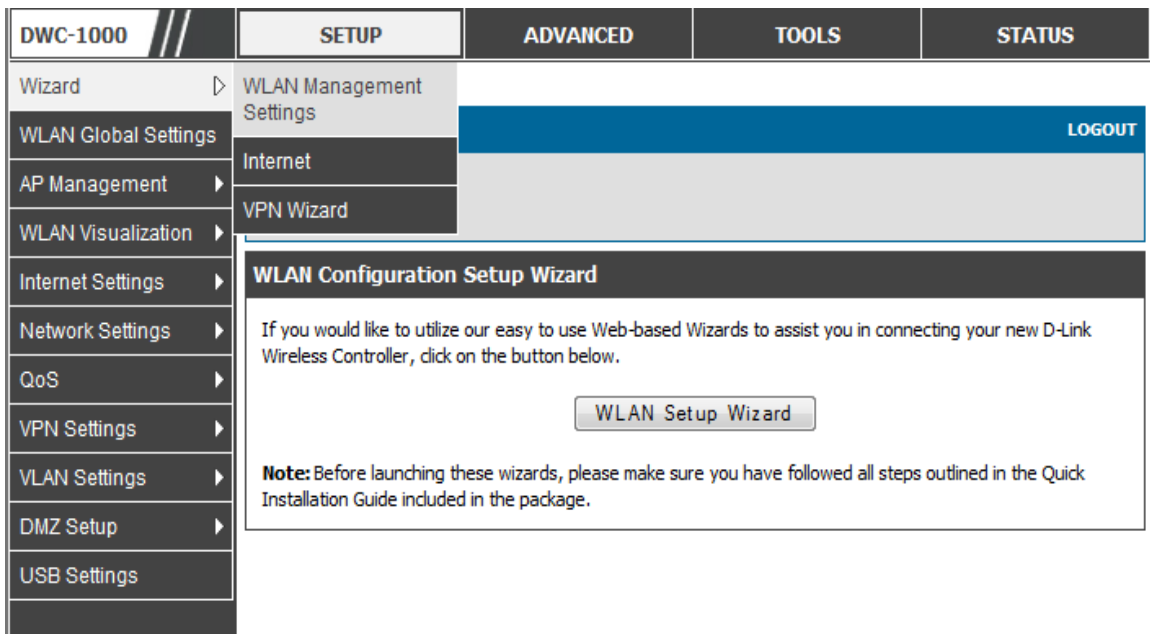 DWC-1000
SETUP
ADVANCED
TOOLS
STATUS
Wizard
WLAN Global Settings
AP Management
WLAN Visualization
Internet Settings
Network Settings
QoS
VPN Settings
VLAN Settings
DMZ Setup
USB Settings
WLAN Management
Settings
Internet
VPN Wizard
LOGOUT
WLAN Configuration Setup Wizard
If you would like to utilize our easy to use Web-based Wizards to assist you in connecting your new D-Link
Wireless Controller, click on the button below.
WLAN Setup Wizard
Note: Before launching these wizards, please make sure you have followed all steps outlined in the Quick
Installation Guide included in the package.